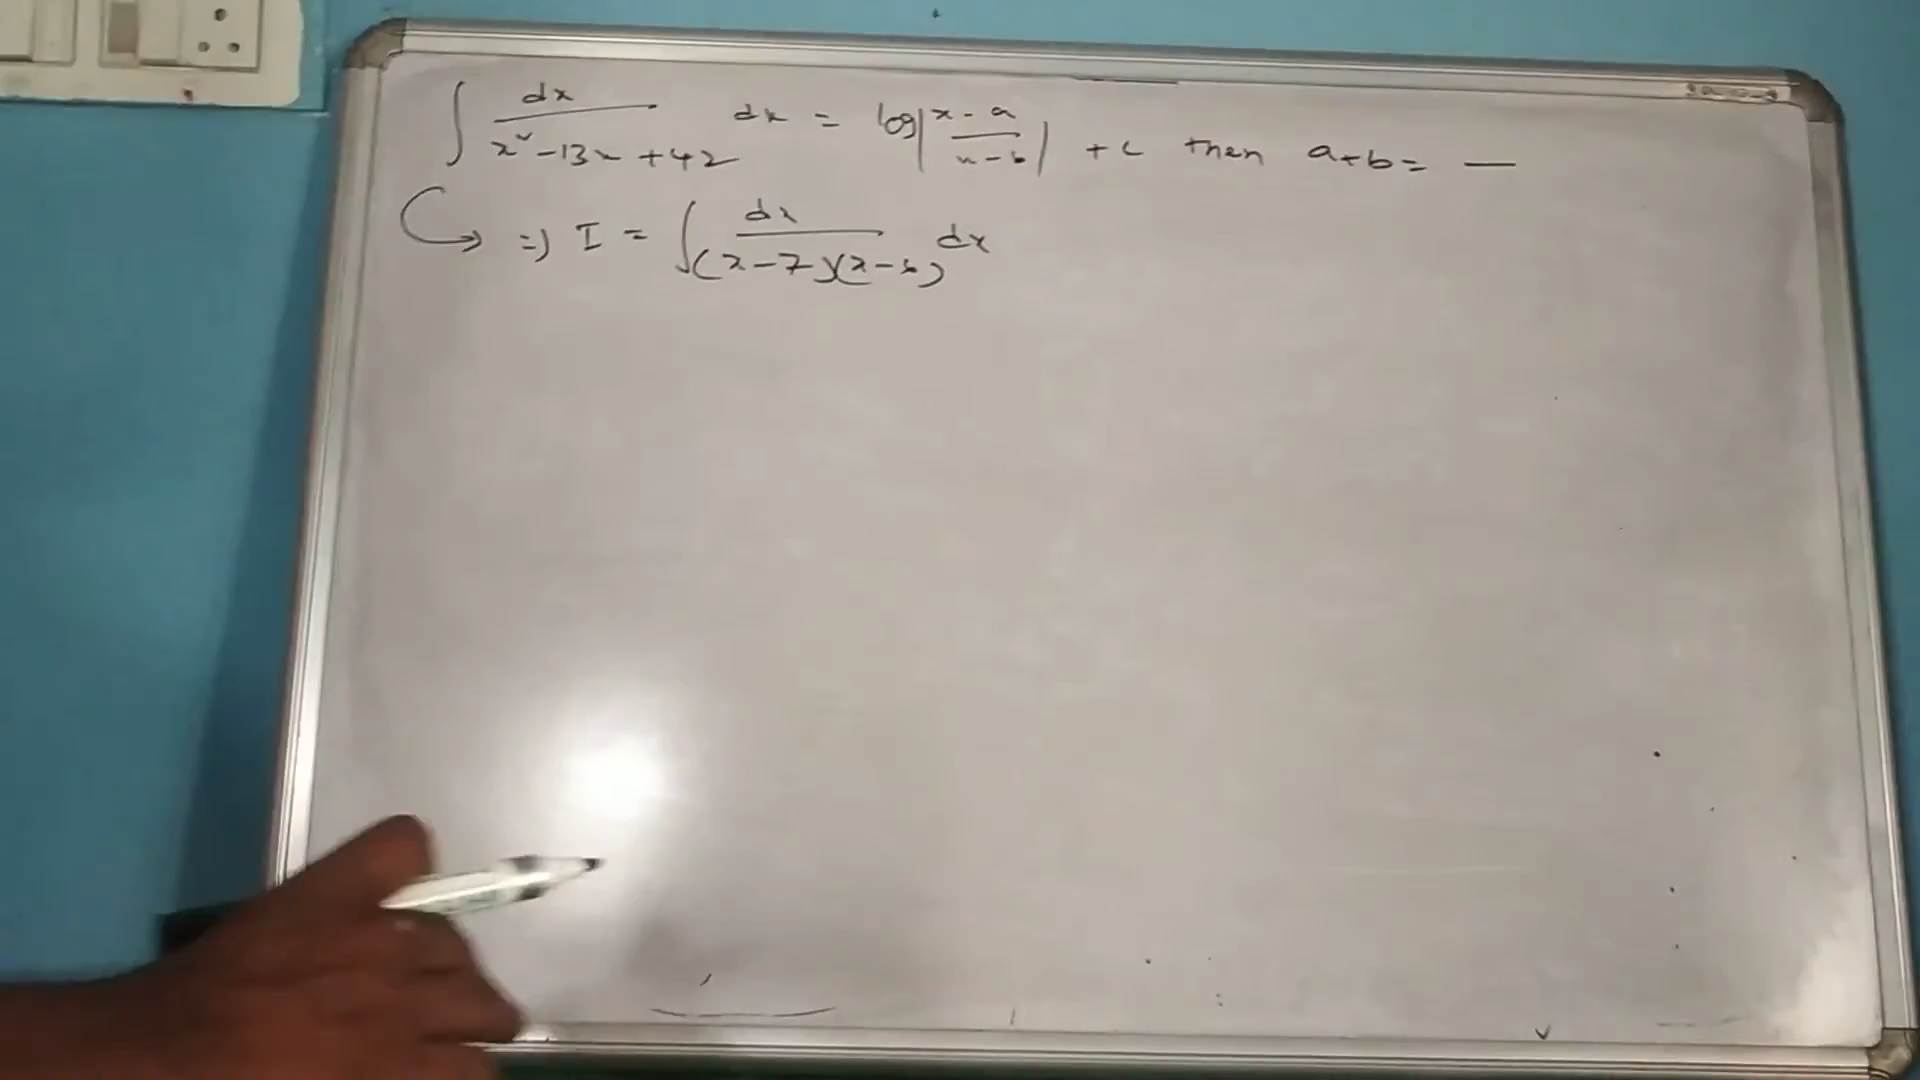 ∫ dx / x² - 13x + 42 dx = log | x - a / x - b | + c then a+b = —
=) I = ∫ dx / (x - 7)(x - 6) dx